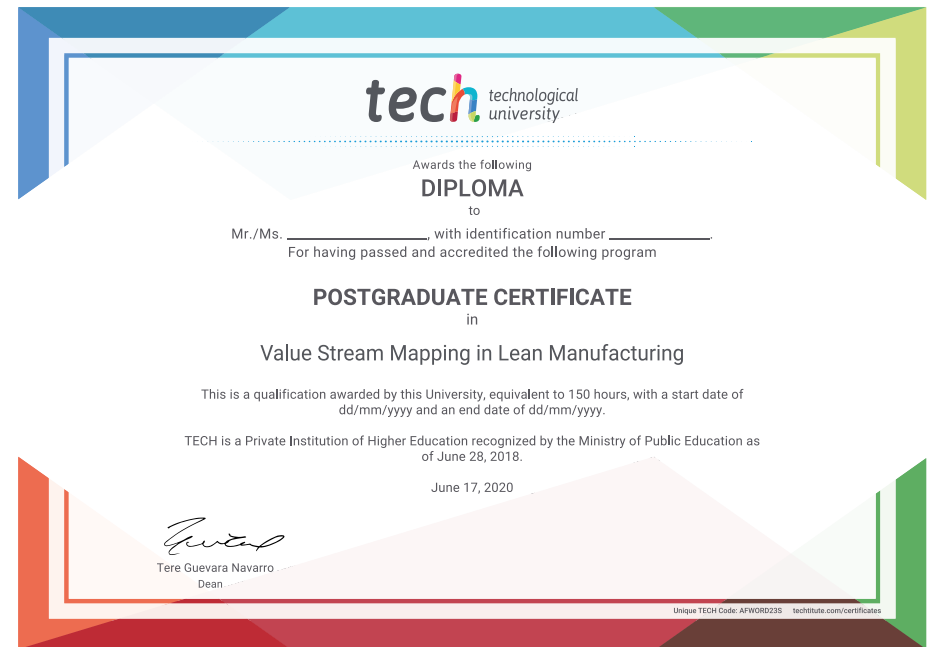 tech technological
university
Awards the following
DIPLOMA
to
Mr./Ms. ____________________, with identification number ______________.
For having passed and accredited the following program
POSTGRADUATE CERTIFICATE
in
Value Stream Mapping in Lean Manufacturing
This is a qualification awarded by this University, equivalent to 150 hours, with a start date of
dd/mm/yyyy and an end date of dd/mm/yyyy.
TECH is a Private Institution of Higher Education recognized by the Ministry of Public Education as
of June 28, 2018.
June 17, 2020
Tere Guevara Navarro
Dean
Unique TECH Code: AFWORD23S techtitute.com/certificates